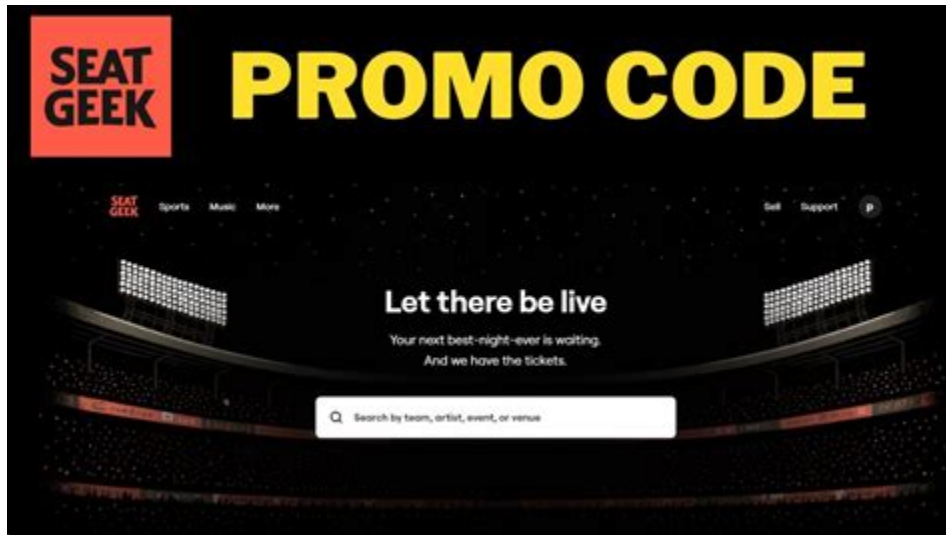 SEAT
GEEK
PROMO CODE
SEAT
GEEK
Sports
Music
More
Sell
Support
P
Let there be live
Your next best-night-ever is waiting.
And we have the tickets.
Search by team, artist, event, or venue